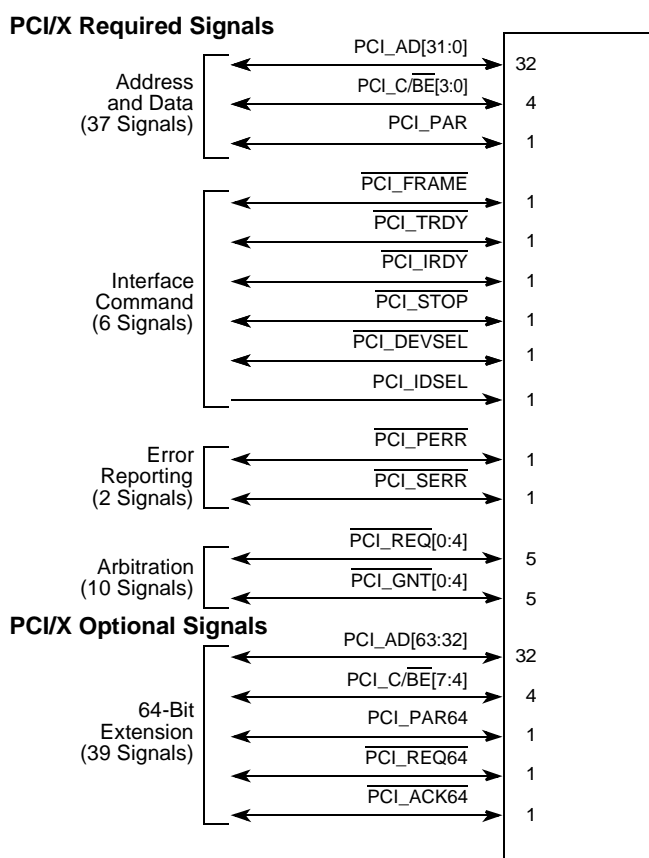 PCI/X Required Signals
Address
and Data
(37 Signals)
PCI_AD[31:0]
32
PCI_C/BE[3:0]
4
PCI_PAR
1
Interface
Command
(6 Signals)
PCI_FRAME
1
PCI_TRDY
1
PCI_IRDY
1
PCI_STOP
1
PCI_DEVSEL
1
PCI_IDSEL
1
Error
Reporting
(2 Signals)
PCI_PERR
1
PCI_SERR
1
Arbitration
(10 Signals)
PCI_REQ[0:4]
5
PCI_GNT[0:4]
5
PCI/X Optional Signals
64-Bit
Extension
(39 Signals)
PCI_AD[63:32]
32
PCI_C/BE[7:4]
4
PCI_PAR64
1
PCI_REQ64
1
PCI_ACK64
1